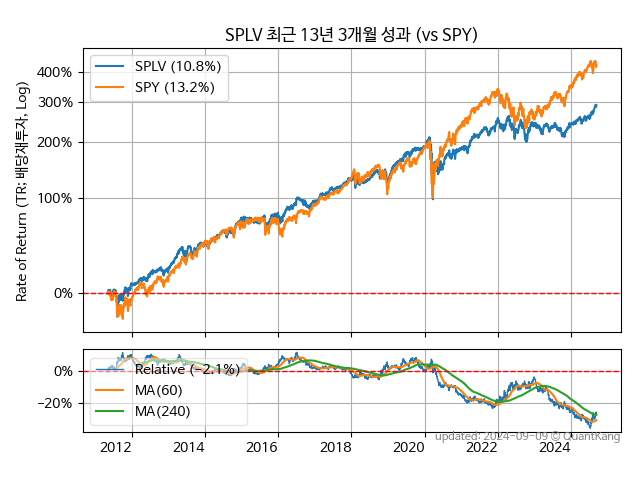 SPLV 최근 13년 3개월 성과 (vs SPY)
Rate of Return (TR: 배당재투자, Log)
400%
300%
200%
100%
0%
SPLV (10.8%)
SPY (13.2%)
0%
−20%
Relative (−2.1%)
MA(60)
MA(240)
2012 2014 2016 2018 2020 2022 2024
updated: 2024-09-09 © QuantKang